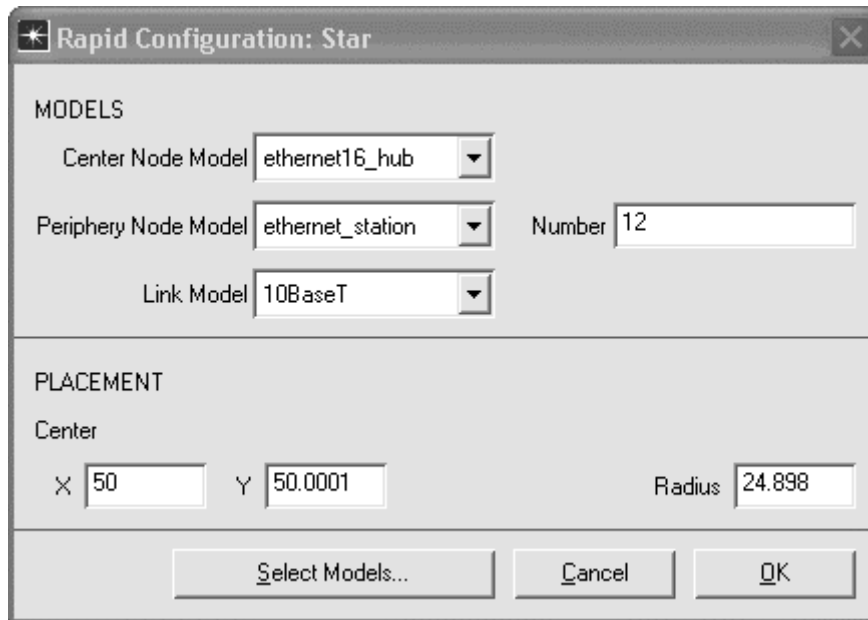 Rapid Configuration: Star
MODELS
Center Node Model ethernet16_hub
Periphery Node Model ethernet_station Number 12
Link Model 10BaseT
PLACEMENT
Center
X 50 Y 50.0001 Radius 24.898
Select Models... Cancel OK